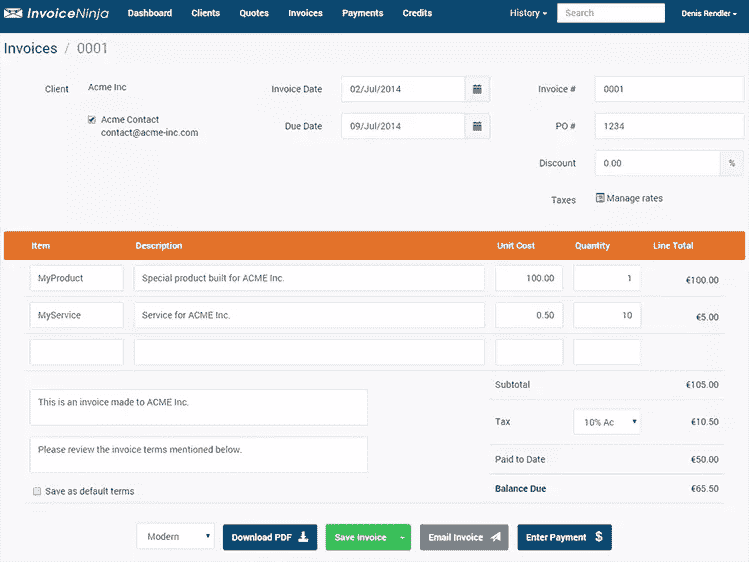 InvoiceNinja Dashboard Clients Quotes Invoices Payments Credits History Search Denis Rendler
Invoices / 0001
Client Acme Inc Invoice Date 02/Jul/2014 Invoice # 0001
Acme Contact
contact@acme-inc.com Due Date 09/Jul/2014 PO # 1234
Discount 0.00 %
Taxes Manage rates
Item Description Unit Cost Quantity Line Total
MyProduct Special product built for ACME Inc. 100.00 1 €100.00
MyService Service for ACME Inc. 0.50 10 €5.00
Subtotal €105.00
This is an invoice made to ACME Inc.
Tax 10% Ac €10.50
Please review the invoice terms mentioned below.
Paid to Date €50.00
Save as default terms Balance Due €65.50
Modern Download PDF Save Invoice Email Invoice Enter Payment $